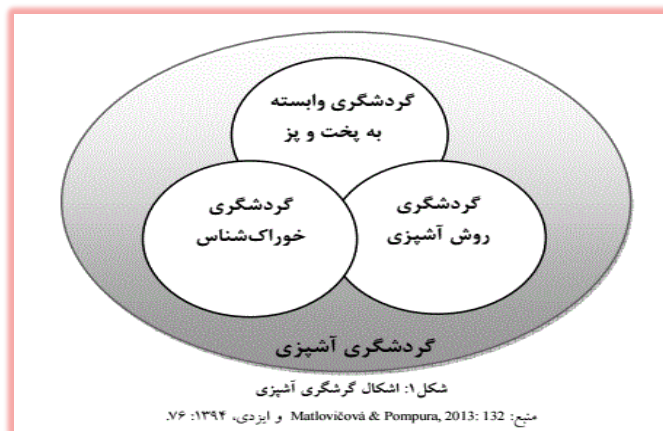 گردشگری وابسته
به پخت و پز
گردشگری
روش آشپزی
گردشگری
خوراک‌شناس
گردشگری آشپزی
شکل۱: اشکال گرشگری آشپزی
منبع: Matlovičová & Pompura, 2013: 132 و ایزدی، ۱۳۹۴: ۷۶.